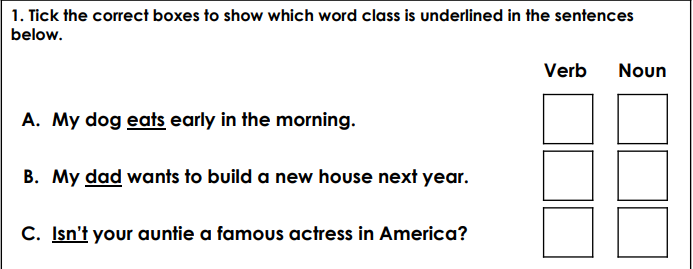 1. Tick the correct boxes to show which word class is underlined in the sentences
below.
Verb Noun
A. My dog eats early in the morning.
B. My dad wants to build a new house next year.
C. Isn't your auntie a famous actress in America?